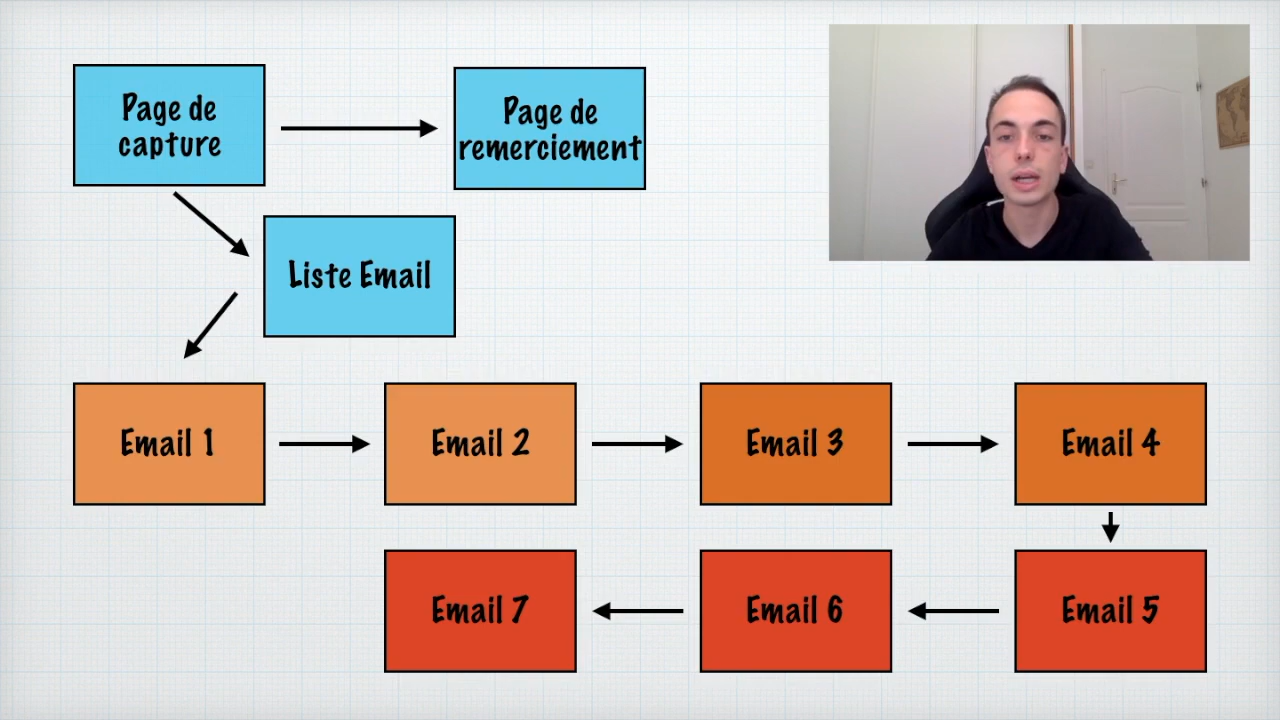 Page de
capture
Page de
remerciement
Liste Email
Email 1
Email 2
Email 3
Email 4
Email 7
Email 6
Email 5